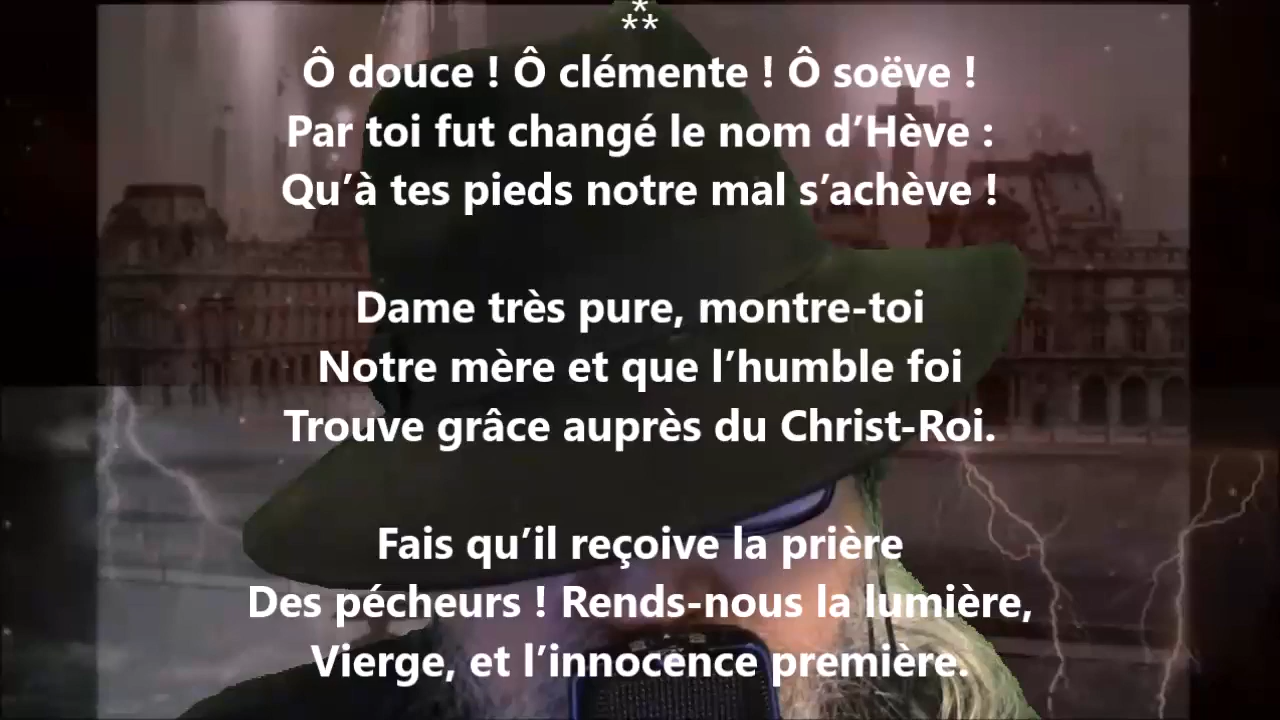 *
**
Ô douce ! Ô clémente ! Ô soëve !
Par toi fut changé le nom d’Hève :
Qu’à tes pieds notre mal s’achève !
Dame très pure, montre-toi
Notre mère et que l’humble foi
Trouve grâce auprès du Christ-Roi.
Fais qu’il reçoive la prière
Des pécheurs ! Rends-nous la lumière,
Vierge, et l’innocence première.